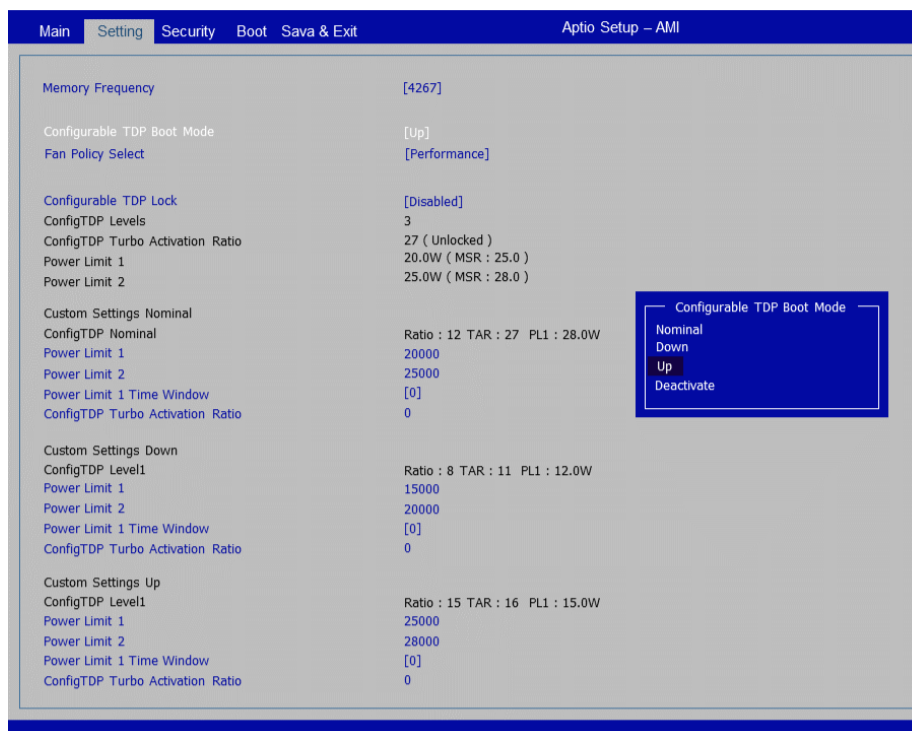 Aptio Setup – AMI
Main Setting Security Boot Sava & Exit
Memory Frequency [4267]
Configurable TDP Boot Mode [Up]
Fan Policy Select [Performance]
Configurable TDP Lock [Disabled]
ConfigTDP Levels 3
ConfigTDP Turbo Activation Ratio 27 ( Unlocked )
Power Limit 1 20.0W ( MSR : 25.0 )
Power Limit 2 25.0W ( MSR : 28.0 )
Custom Settings Nominal
ConfigTDP Nominal Ratio : 12 TAR : 27 PL1 : 28.0W
Power Limit 1 20000
Power Limit 2 25000
Power Limit 1 Time Window [0]
ConfigTDP Turbo Activation Ratio 0
Custom Settings Down
ConfigTDP Level1 Ratio : 8 TAR : 11 PL1 : 12.0W
Power Limit 1 15000
Power Limit 2 20000
Power Limit 1 Time Window [0]
ConfigTDP Turbo Activation Ratio 0
Custom Settings Up
ConfigTDP Level1 Ratio : 15 TAR : 16 PL1 : 15.0W
Power Limit 1 25000
Power Limit 2 28000
Power Limit 1 Time Window [0]
ConfigTDP Turbo Activation Ratio 0
Configurable TDP Boot Mode
Nominal
Down
Up
Deactivate